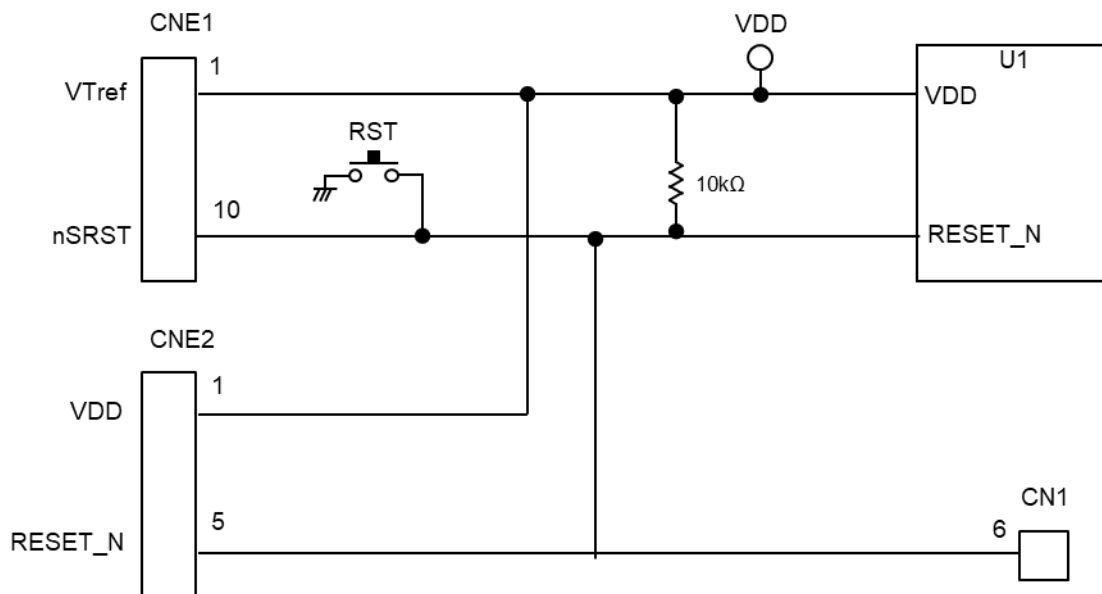 CNE1
VDD
U1
VTref
1
VDD
RST
10kΩ
nSRST
10
RESET_N
CNE2
VDD
1
RESET_N
5
CN1
6